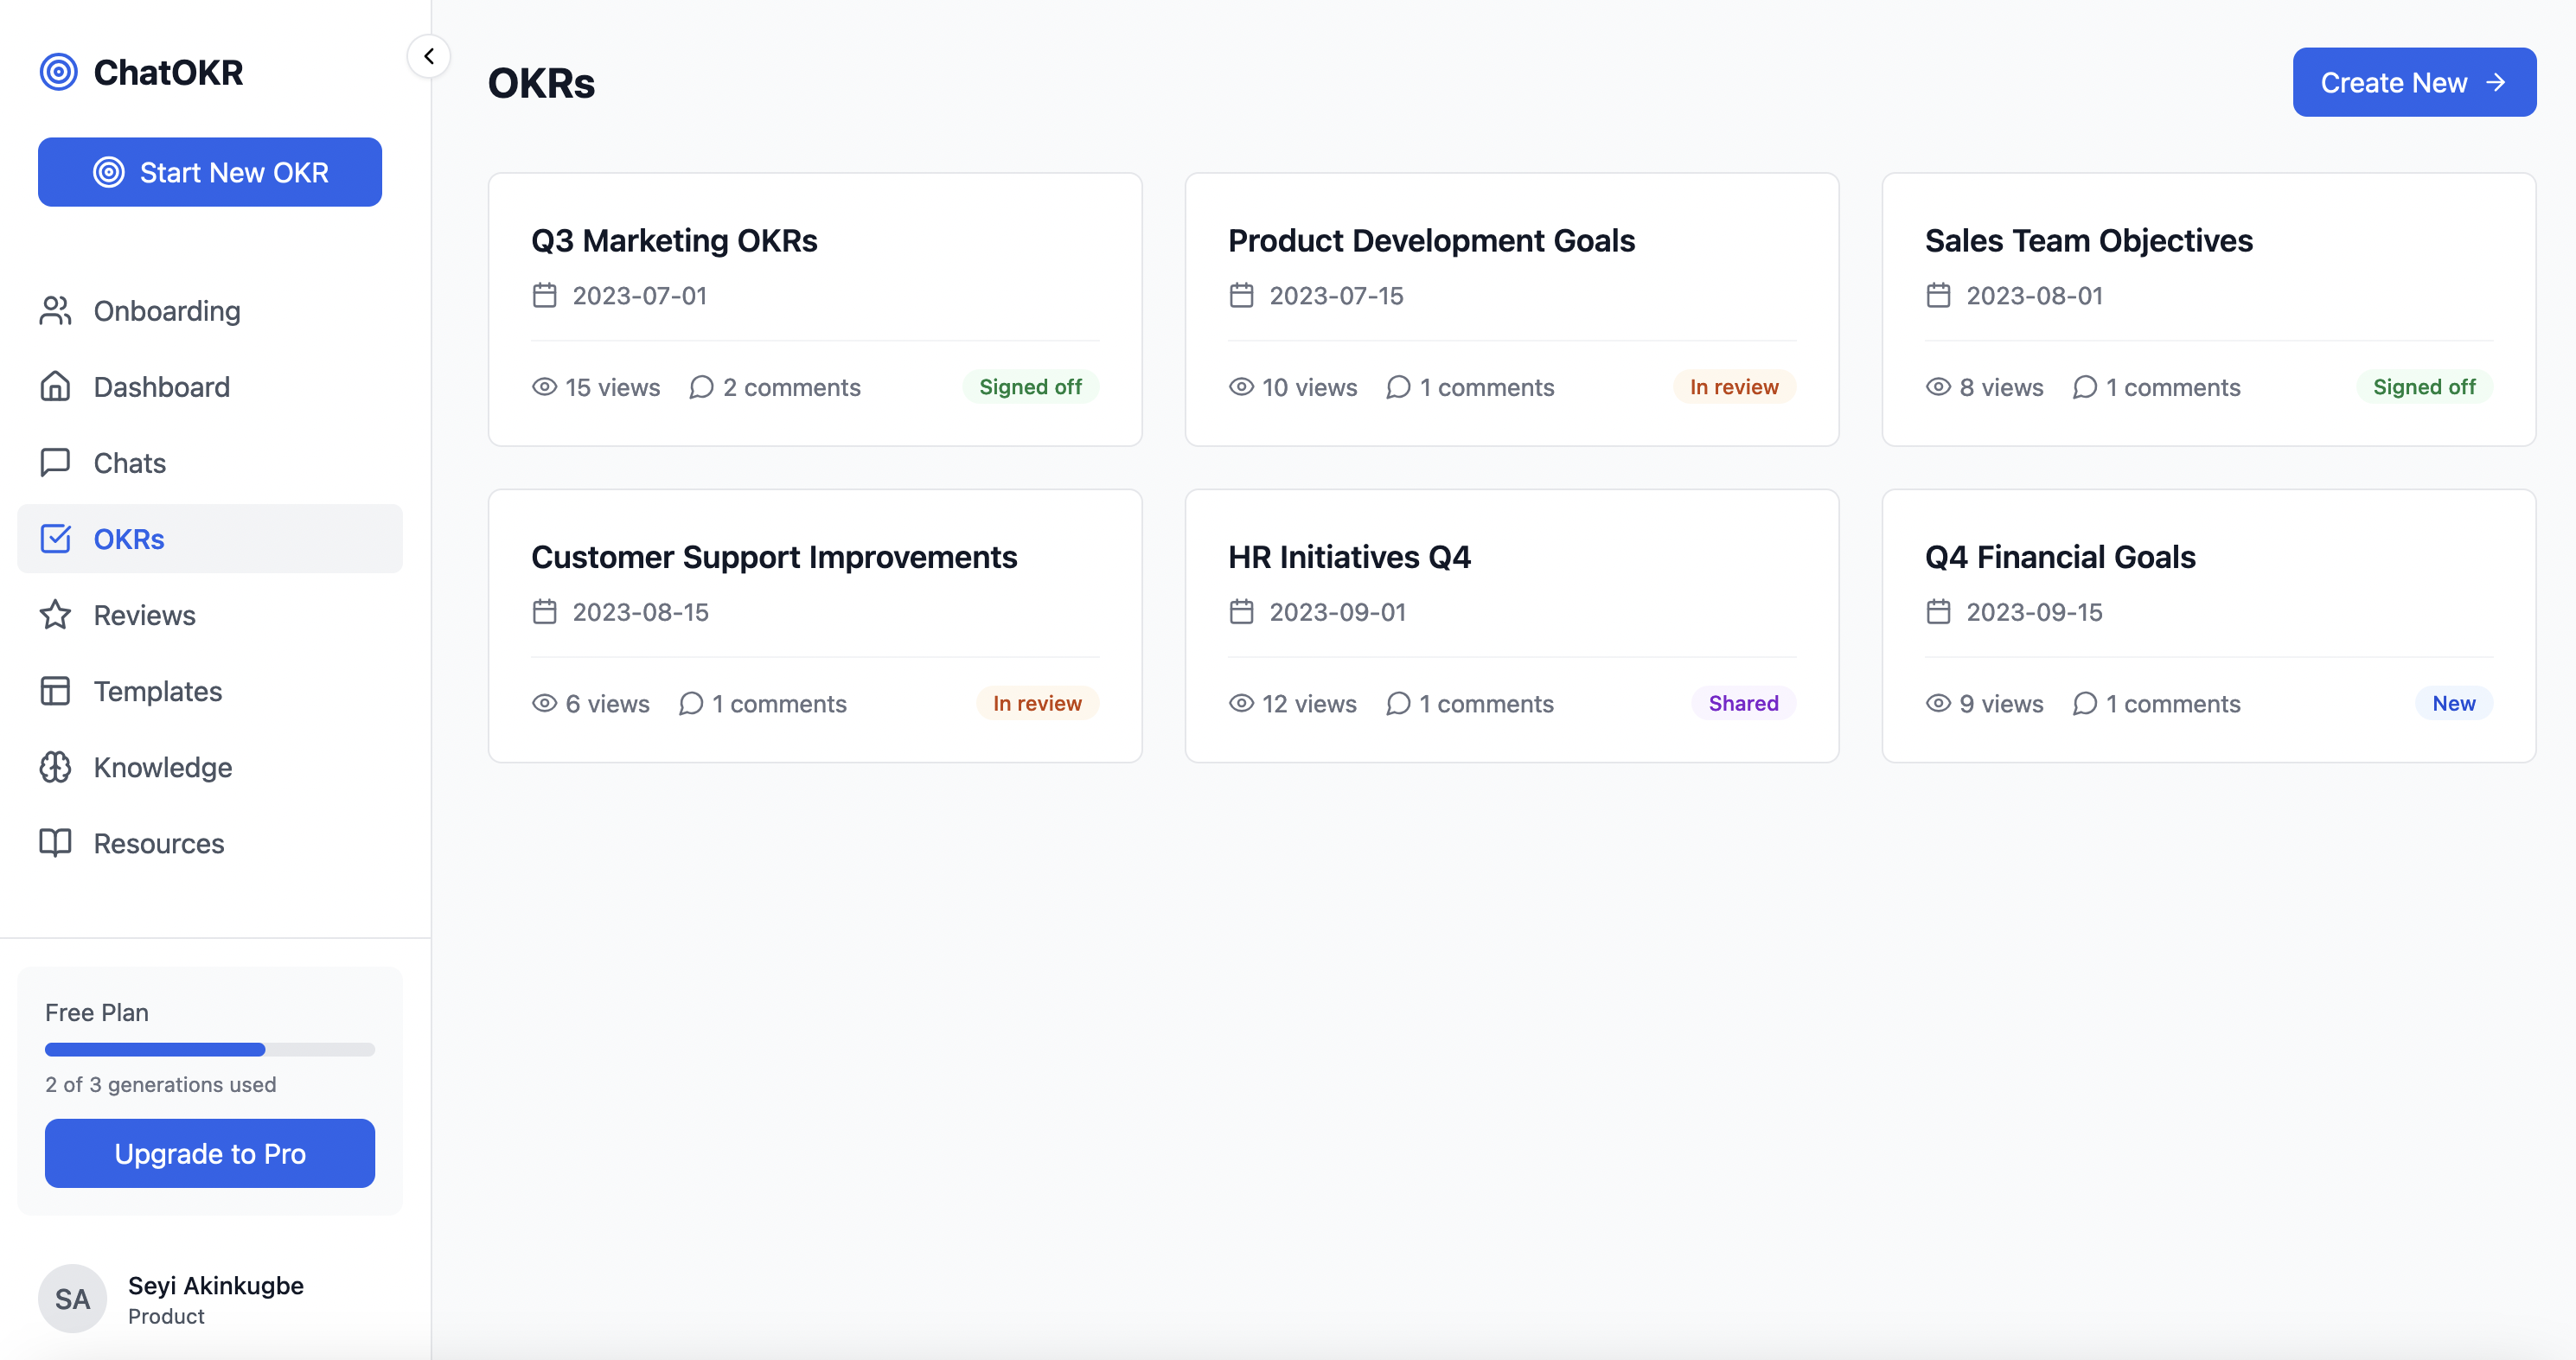 ChatOKR
Start New OKR
Onboarding
Dashboard
Chats
OKRs
Reviews
Templates
Knowledge
Resources
Free Plan
2 of 3 generations used
Upgrade to Pro
SA
Seyi Akinkugbe
Product
OKRs
Create New
Q3 Marketing OKRs
2023-07-01
15 views 2 comments Signed off
Product Development Goals
2023-07-15
10 views 1 comments In review
Sales Team Objectives
2023-08-01
8 views 1 comments Signed off
Customer Support Improvements
2023-08-15
6 views 1 comments In review
HR Initiatives Q4
2023-09-01
12 views 1 comments Shared
Q4 Financial Goals
2023-09-15
9 views 1 comments New